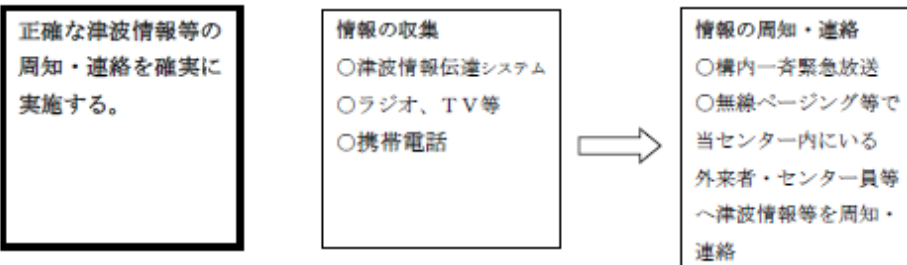 正確な津波情報等の
周知・連絡を確実に
実施する。
情報の収集
○津波情報伝達システム
○ラジオ、ＴＶ等
○携帯電話
情報の周知・連絡
○構内一斉緊急放送
○無線ページング等で
当センター内にいる
外来者・センター員等
へ津波情報等を周知・
連絡